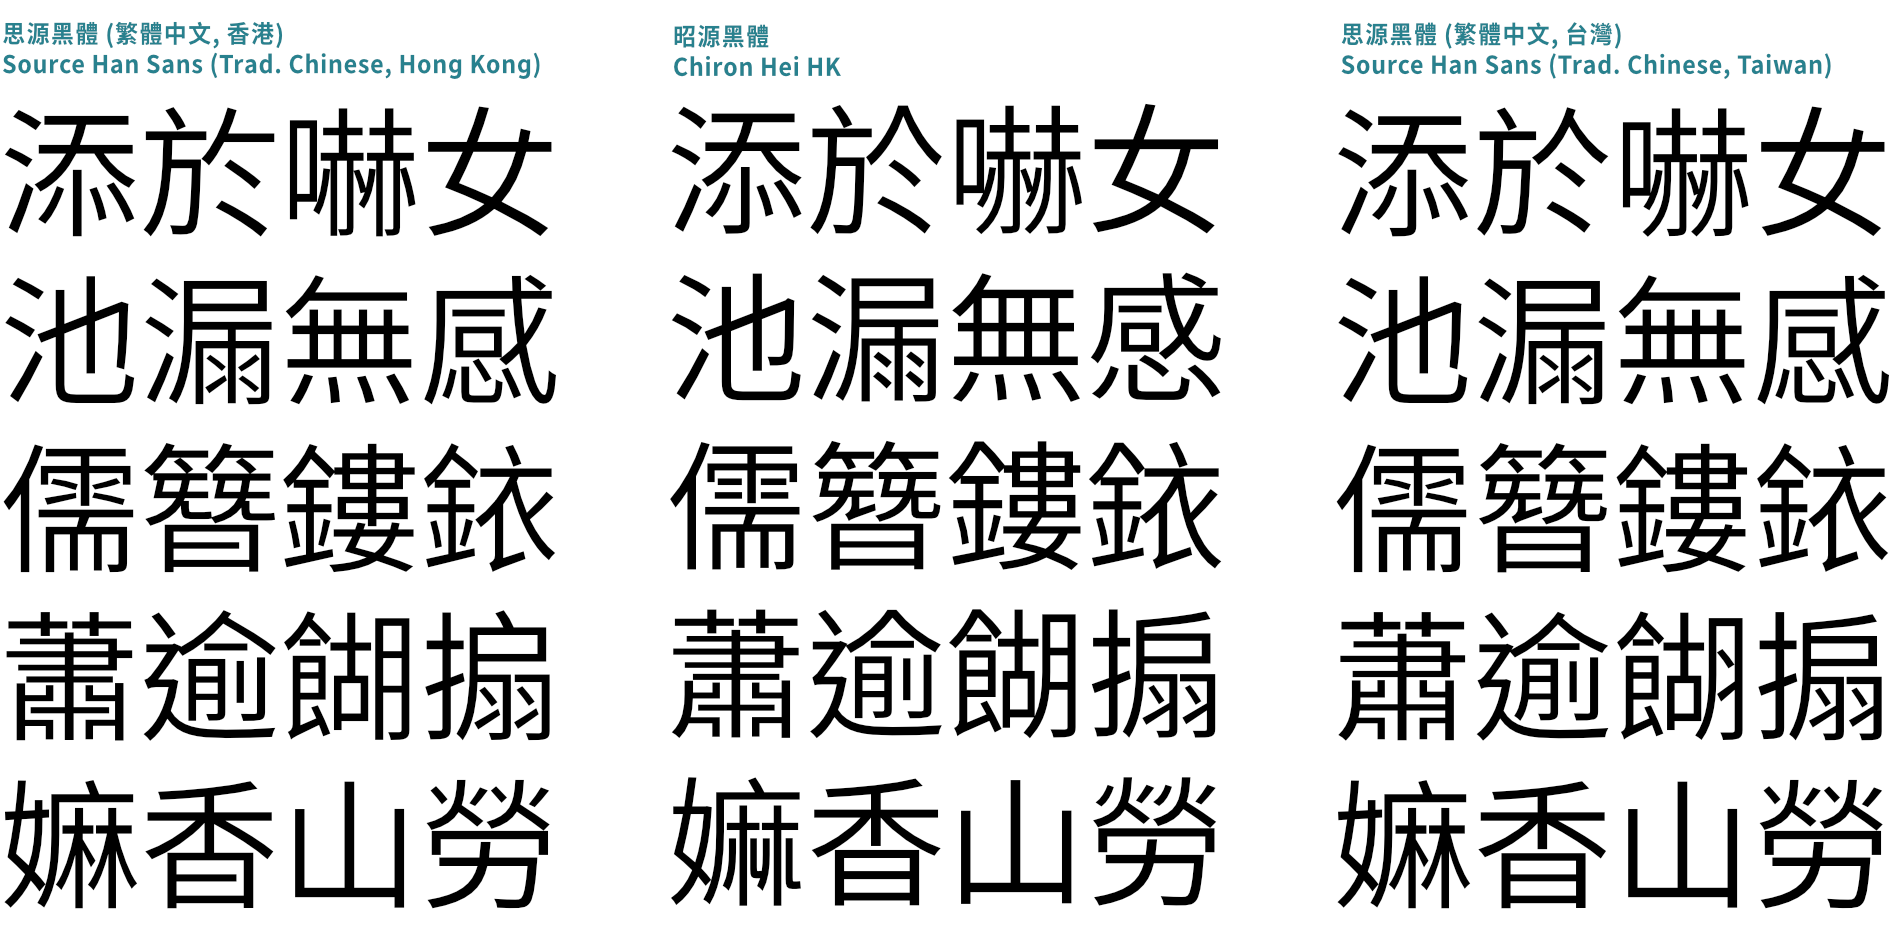 思源黑體 (繁體中文, 香港)
Source Han Sans (Trad. Chinese, Hong Kong)
添於嚇女
池漏無感
儒簪鏤銥
蕭逾餬搧
嫲香山勞
昭源黑體
Chiron Hei HK
添於嚇女
池漏無感
儒簪鏤銥
蕭逾餬搧
嫲香山勞
思源黑體 (繁體中文, 台灣)
Source Han Sans (Trad. Chinese, Taiwan)
添於嚇女
池漏無感
儒簪鏤銥
蕭逾餬搧
嫲香山勞